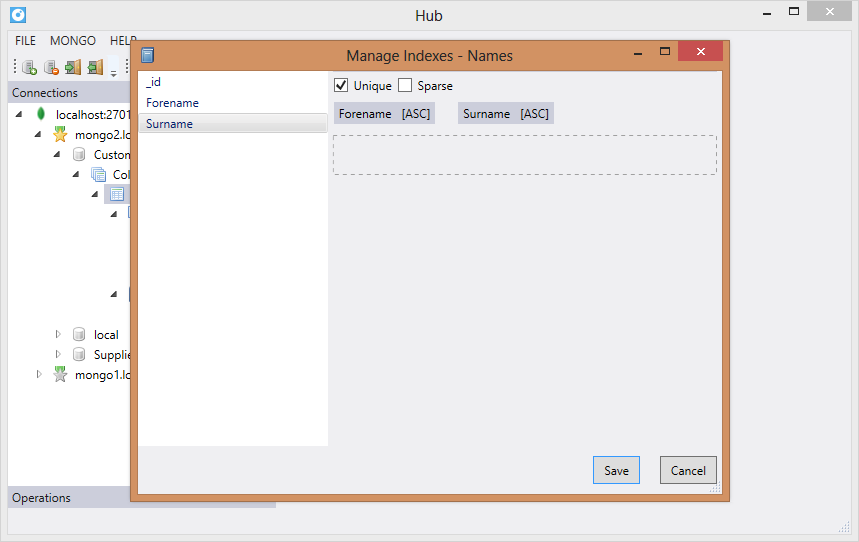 Hub
FILE MONGO HELP
Manage Indexes - Names
Connections
localhost:2701
mongo2.lo
Custom
Col
local
Supplie
mongo1.lo
Operations
_id
Forename
Surname
Unique Sparse
Forename [ASC] Surname [ASC]
Save Cancel